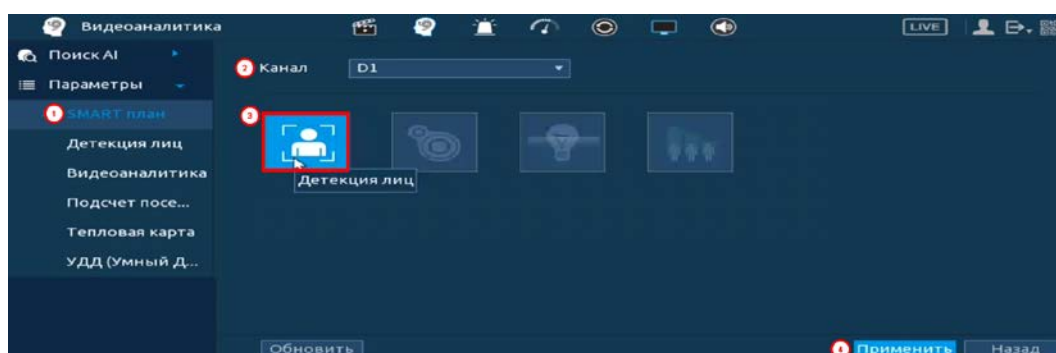 Видеоаналитика
LIVE
Поиск AI
2 Канал D1
Параметры
1 SMART план
3
Детекция лиц
Детекция лиц
Видеоаналитика
Подсчет посе...
Тепловая карта
УДД (Умный Д...
Обновить
4 Применить Назад